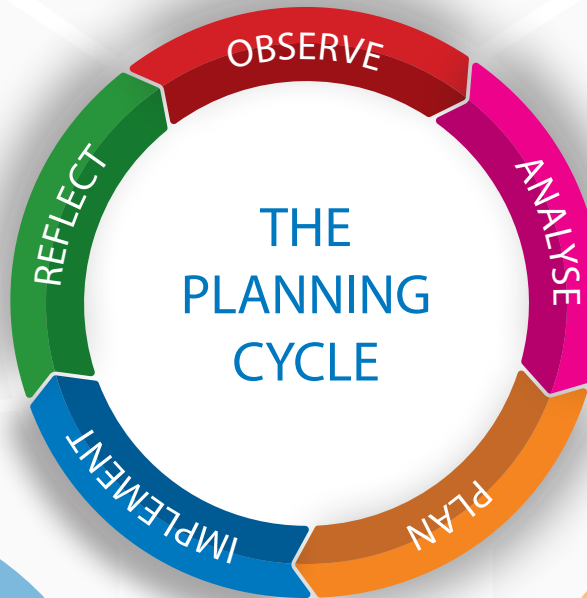 OBSERVE
ANALYSE
PLAN
IMPLEMENT
REFLECT
THE
PLANNING
CYCLE